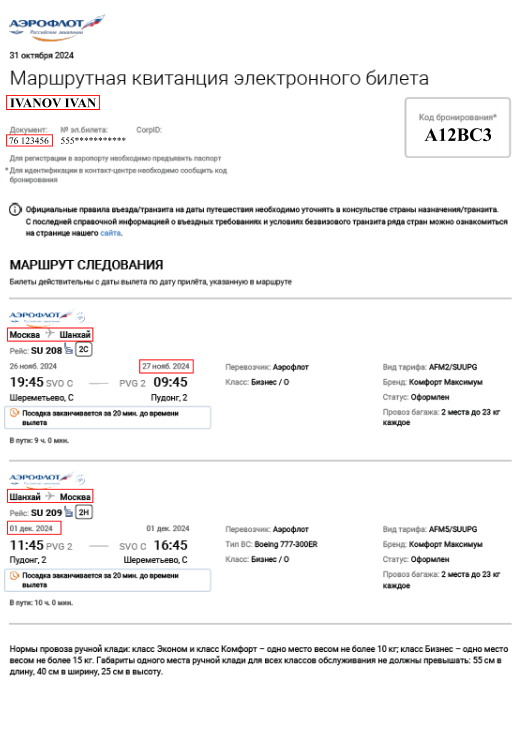 АЭРОФЛОТ
Российские авиалинии
31 октября 2024
Маршрутная квитанция электронного билета
IVANOV IVAN
Код бронирования*
A12BC3
Документ: № эл.билета: CorpID:
76 123456 555***********
Для регистрации в аэропорту необходимо предъявить паспорт
* Для идентификации в контакт-центре необходимо сообщить код
бронирования
Официальные правила въезда/транзита на даты путешествия необходимо уточнять в консульстве страны назначения/транзита.
С последней справочной информацией о въездных требованиях и условиях безвизового транзита ряда стран можно ознакомиться
на странице нашего сайта.
МАРШРУТ СЛЕДОВАНИЯ
Билеты действительны с даты вылета по дату прилёта, указанную в маршруте
АЭРОФЛОТ
Москва Шанхай
Рейс: SU 208 2C
26 нояб. 2024 27 нояб. 2024
19:45 SVO C PVG 2 09:45
Шереметьево, C Пудонг, 2
Посадка заканчивается за 20 мин. до времени
вылета
В пути: 9 ч. 0 мин.
Перевозчик: Аэрофлот
Класс: Бизнес / O
Вид тарифа: AFM2/SUUPG
Бренд: Комфорт Максимум
Статус: Оформлен
Провоз багажа: 2 места до 23 кг
каждое
АЭРОФЛОТ
Шанхай Москва
Рейс: SU 209 2H
01 дек. 2024 01 дек. 2024
11:45 PVG 2 SVO C 16:45
Пудонг, 2 Шереметьево, C
Посадка заканчивается за 20 мин. до времени
вылета
В пути: 10 ч. 0 мин.
Перевозчик: Аэрофлот
Тип ВС: Boeing 777-300ER
Класс: Бизнес / O
Вид тарифа: AFM5/SUUPG
Бренд: Комфорт Максимум
Статус: Оформлен
Провоз багажа: 2 места до 23 кг
каждое
Нормы провоза ручной клади: класс Эконом и класс Комфорт – одно место весом не более 10 кг; класс Бизнес – одно место
весом не более 15 кг. Габариты одного места ручной клади для всех классов обслуживания не должны превышать: 55 см в
длину, 40 см в ширину, 25 см в высоту.